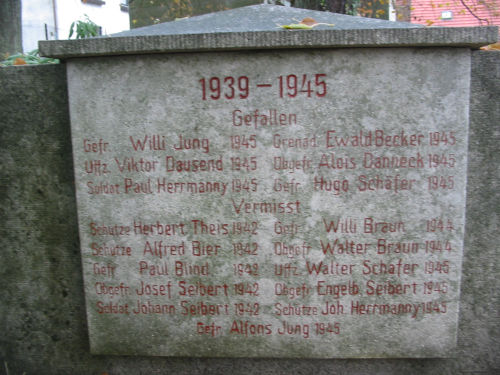 1939 – 1945
Gefallen
Gefr. Willi Jung 1945 Grenad. Ewald Becker 1945
Uffz. Viktor Dausend 1945 Obgefr. Alois Danneck 1945
Soldat Paul Herrmanny 1945 Gefr. Hugo Schäfer 1945
Vermisst
Schütze Herbert Theis 1942 Gefr. Willi Braun 1944
Schütze Alfred Bier 1942 Obgefr. Walter Braun 1944
Gefr. Paul Blind 1942 Uffz. Walter Schäfer 1945
Obgefr. Josef Seibert 1942 Obgefr. Engelb. Seibert 1945
Soldat Johann Seibert 1942 Schütze Joh. Herrmanny 1945
Gefr. Alfons Jung 1945